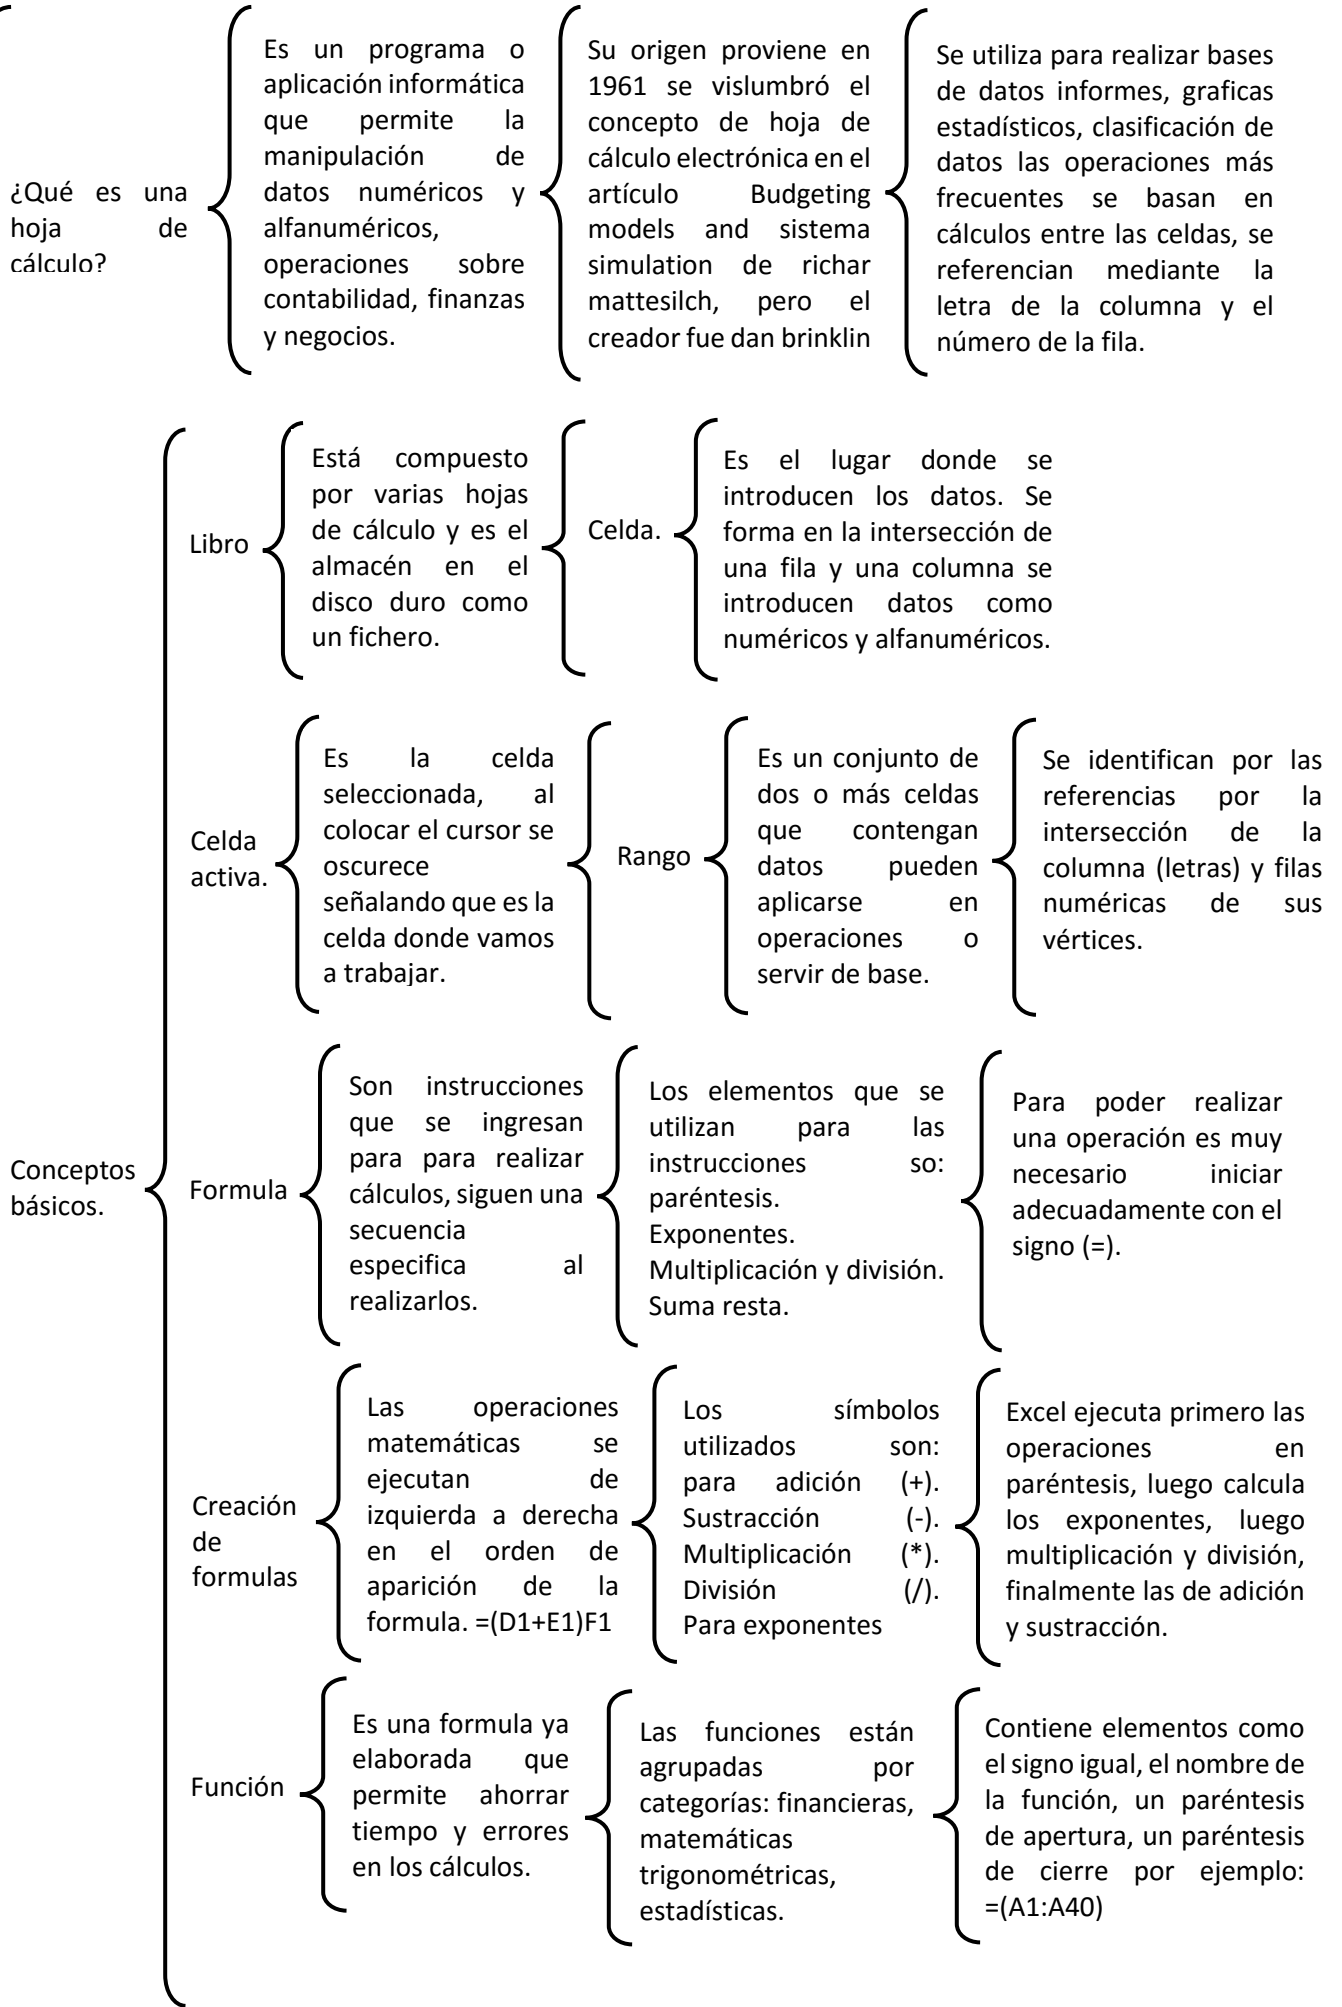 ¿Qué es una
hoja de
cálculo?
Es un programa o
aplicación informática
que permite la
manipulación de
datos numéricos y
alfanuméricos,
operaciones sobre
contabilidad, finanzas
y negocios.
Su origen proviene en
1961 se vislumbró el
concepto de hoja de
cálculo electrónica en el
artículo Budgeting
models and sistema
simulation de richar
mattesilch, pero el
creador fue dan brinklin
Se utiliza para realizar bases
de datos informes, graficas
estadísticos, clasificación de
datos las operaciones más
frecuentes se basan en
cálculos entre las celdas, se
referencian mediante la
letra de la columna y el
número de la fila.
Conceptos
básicos.
Libro
Está compuesto
por varias hojas
de cálculo y es el
almacén en el
disco duro como
un fichero.
Celda.
Es el lugar donde se
introducen los datos. Se
forma en la intersección de
una fila y una columna se
introducen datos como
numéricos y alfanuméricos.
Celda
activa.
Es la celda
seleccionada, al
colocar el cursor se
oscurece
señalando que es la
celda donde vamos
a trabajar.
Rango
Es un conjunto de
dos o más celdas
que contengan
datos pueden
aplicarse en
operaciones o
servir de base.
Se identifican por las
referencias por la
intersección de la
columna (letras) y filas
numéricas de sus
vértices.
Formula
Son instrucciones
que se ingresan
para para realizar
cálculos, siguen una
secuencia
especifica al
realizarlos.
Los elementos que se
utilizan para las
instrucciones so:
paréntesis.
Exponentes.
Multiplicación y división.
Suma resta.
Para poder realizar
una operación es muy
necesario iniciar
adecuadamente con el
signo (=).
Creación
de
formulas
Las operaciones
matemáticas se
ejecutan de
izquierda a derecha
en el orden de
aparición de la
formula. =(D1+E1)F1
Los símbolos
utilizados son:
para adición (+).
Sustracción (-).
Multiplicación (*).
División (/).
Para exponentes
Excel ejecuta primero las
operaciones en
paréntesis, luego calcula
los exponentes, luego
multiplicación y división,
finalmente las de adición
y sustracción.
Función
Es una formula ya
elaborada que
permite ahorrar
tiempo y errores
en los cálculos.
Las funciones están
agrupadas por
categorías: financieras,
matemáticas
trigonométricas,
estadísticas.
Contiene elementos como
el signo igual, el nombre de
la función, un paréntesis
de apertura, un paréntesis
de cierre por ejemplo:
=(A1:A40)